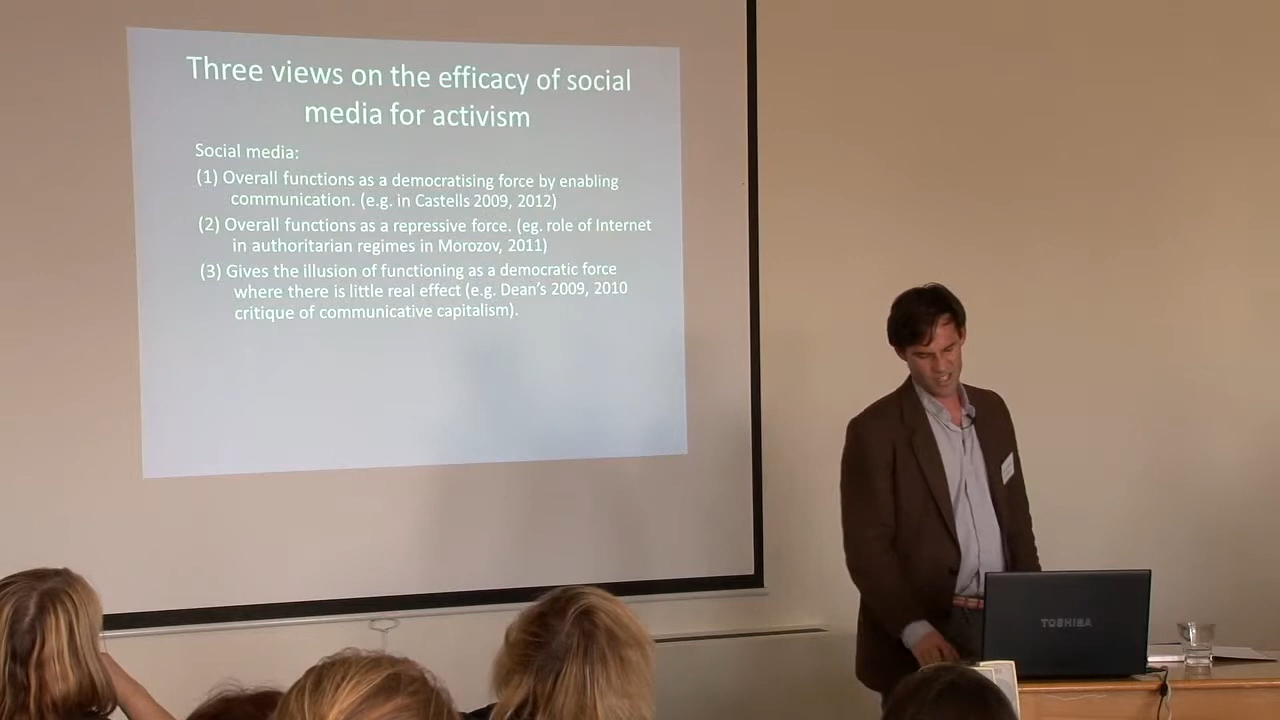 Three views on the efficacy of social
media for activism
Social media:
(1) Overall functions as a democratising force by enabling
communication. (e.g. in Castells 2009, 2012)
(2) Overall functions as a repressive force. (eg. role of Internet
in authoritarian regimes in Morozov, 2011)
(3) Gives the illusion of functioning as a democratic force
where there is little real effect (e.g. Dean's 2009, 2010
critique of communicative capitalism).
TOSHIBA